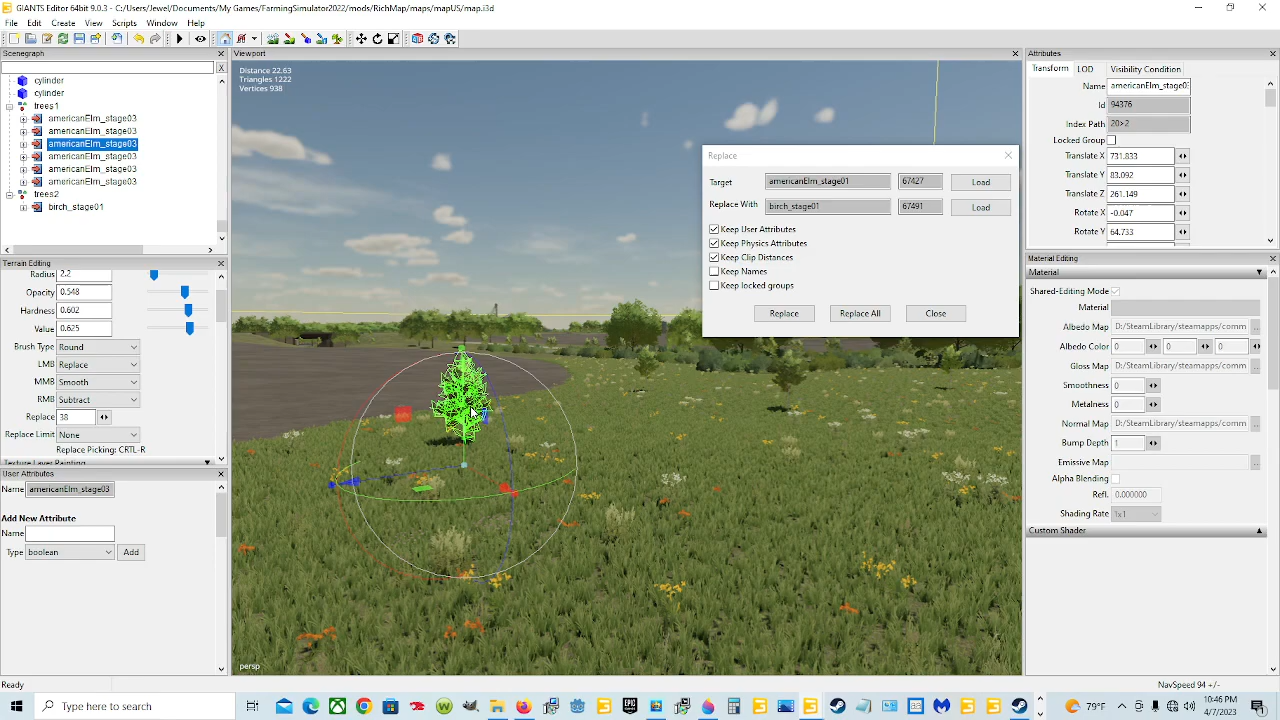 GIANTS Editor 64bit 9.0.3 - C:/Users/Jewel/Documents/My Games/FarmingSimulator2022/mods/RichMap/maps/mapUS/map.i3d
File Edit Create View Scripts Window Help
Scenegraph
X
cylinder
cylinder
trees1
americanElm_stage03
americanElm_stage03
americanElm_stage03
americanElm_stage03
americanElm_stage03
americanElm_stage03
trees2
birch_stage01
Terrain Editing
Radius 2.2
Opacity 0.548
Hardness 0.602
Value 0.625
Brush Type Round
LMB Replace
MMB Smooth
RMB Subtract
Replace 38
Replace Limit None
Replace Picking: CRTL-R
Texture Layer Painting
User Attributes
Name americanElm_stage03
Add New Attribute
Name
Type boolean Add
Ready
Viewport
Distance 22.63
Triangles 1222
Vertices 938
persp
Replace
Target americanElm_stage01 67427 Load
Replace With birch_stage01 67491 Load
Keep User Attributes
Keep Physics Attributes
Keep Clip Distances
Keep Names
Keep locked groups
Replace Replace All Close
Attributes
Transform LOD Visibility Condition
Name americanElm_stage03
Id 94376
Index Path 20>2
Locked Group
Translate X 731.833
Translate Y 83.092
Translate Z 261.149
Rotate X -0.047
Rotate Y 64.733
Material Editing
Material
Shared-Editing Mode
Material ...
Albedo Map D:/SteamLibrary/steamapps/comm ...
Albedo Color 0 0 0
Gloss Map D:/SteamLibrary/steamapps/comm ...
Smoothness 0
Metalness 0
Normal Map D:/SteamLibrary/steamapps/comm ...
Bump Depth 1
Emissive Map ...
Alpha Blending
Refl. 0.000000
Shading Rate 1x1
Custom Shader
NavSpeed 94 +/-
Type here to search
79°F
10:46 PM
4/7/2023